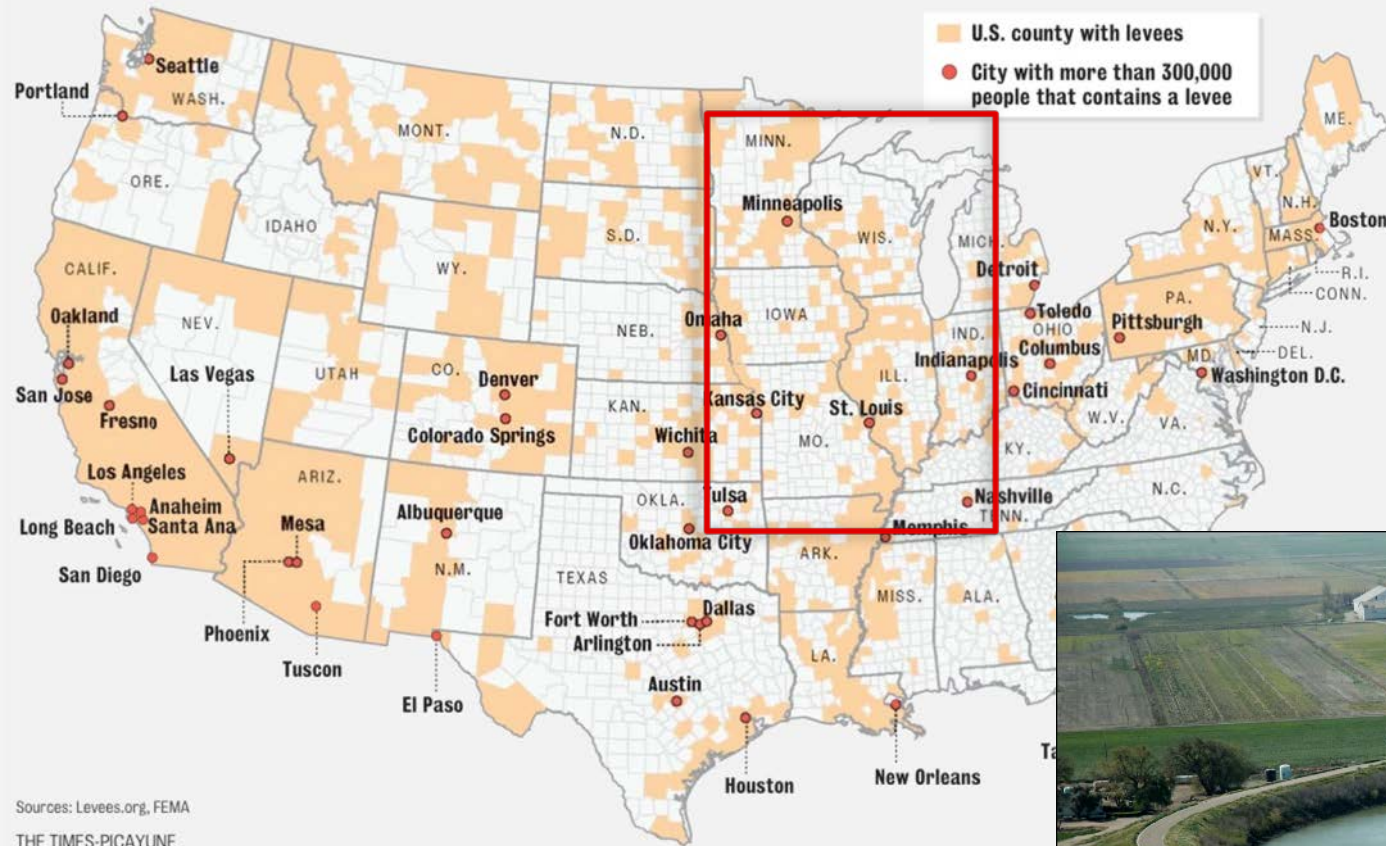 U.S. county with levees
City with more than 300,000
people that contains a levee
Seattle
Portland
WASH.
MONT.
N.D.
MINN.
ME.
ORE.
IDAHO
S.D.
Minneapolis
WIS.
MICH.
VT.
N.H.
N.Y.
MASS.
Boston
WY.
CALIF.
Detroit
R.I.
CONN.
Oakland
NEV.
NEB.
Omaha
IOWA
Toledo
PA.
OHIO
Pittsburgh
N.J.
IND.
Columbus
Las Vegas
UTAH
CO.
Denver
ILL.
Indianapolis
MD.
DEL.
Washington D.C.
San Jose
Fresno
Colorado Springs
KAN.
Kansas City
St. Louis
Cincinnati
W.V.
VA.
Wichita
MO.
KY.
Los Angeles
ARIZ.
OKLA.
Tulsa
Nashville
TENN.
N.C.
Anaheim
Long Beach
Santa Ana
Mesa
Albuquerque
Oklahoma City
Memphis
ARK.
San Diego
N.M.
TEXAS
MISS.
ALA.
Phoenix
Fort Worth
Dallas
Arlington
Tuscon
LA.
El Paso
Austin
Houston
New Orleans
Ta
Sources: Levees.org, FEMA
THE TIMES-PICAYUNE